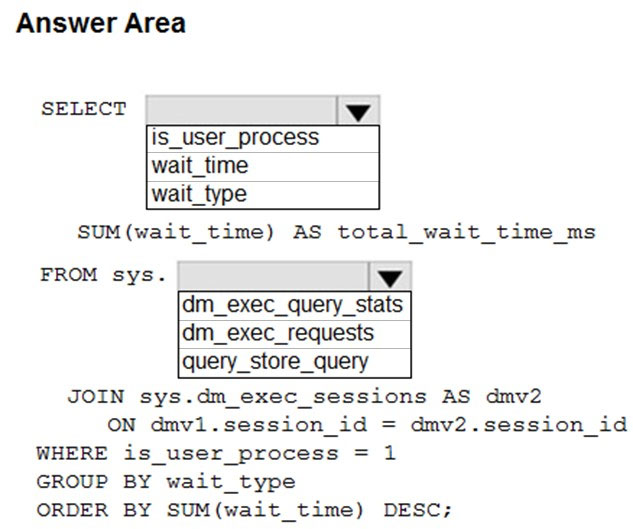 Answer Area
SELECT
is_user_process
wait_time
wait_type
SUM(wait_time) AS total_wait_time_ms
FROM sys.
dm_exec_query_stats
dm_exec_requests
query_store_query
JOIN sys.dm_exec_sessions AS dmv2
ON dmv1.session_id = dmv2.session_id
WHERE is_user_process = 1
GROUP BY wait_type
ORDER BY SUM(wait_time) DESC;